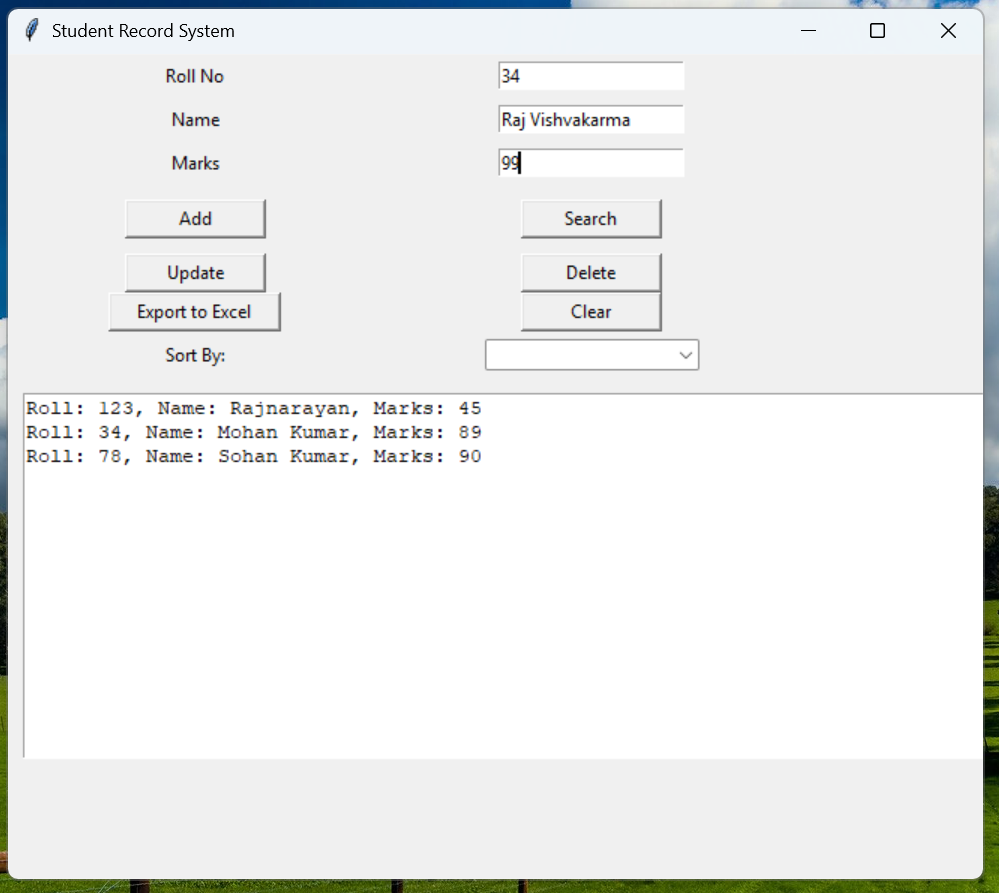 Student Record System
Roll No 34
Name Raj Vishvakarma
Marks 99
Add Search
Update Delete
Export to Excel Clear
Sort By:
Roll: 123, Name: Rajnarayan, Marks: 45
Roll: 34, Name: Mohan Kumar, Marks: 89
Roll: 78, Name: Sohan Kumar, Marks: 90